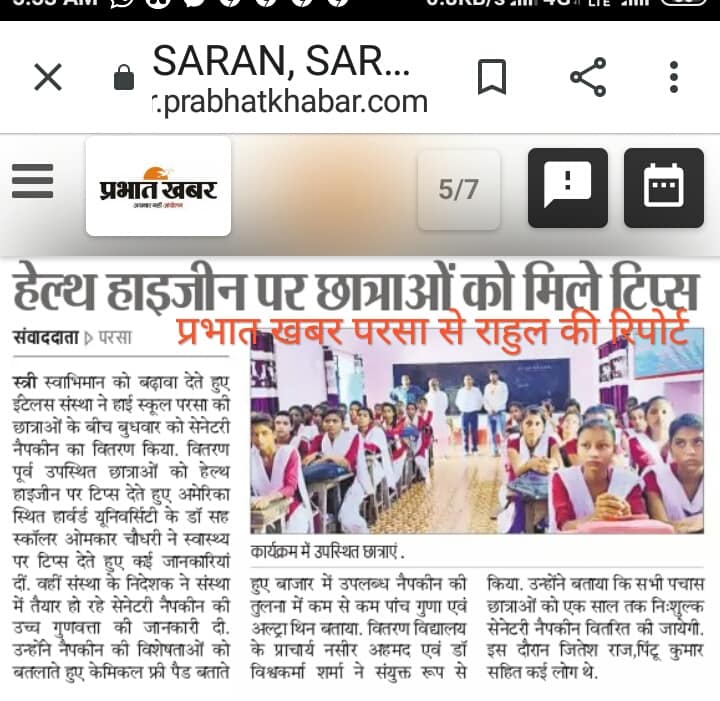 SARAN, SAR...
r.prabhatkhabar.com
प्रभात खबर
5/7
हेल्थ हाइजीन पर छात्राओं को मिले टिप्स
प्रभात खबर परसा से राहुल की रिपोर्ट
संवाददाता ▷ परसा
स्त्री स्वाभिमान को बढ़ावा देते हुए
ईटेलस संस्था ने हाई स्कूल परसा की
छात्राओं के बीच बुधवार को सेनेटरी
नैपकीन का वितरण किया. वितरण
पूर्व उपस्थित छात्राओं को हेल्थ
हाइजीन पर टिप्स देते हुए अमेरिका
स्थित हार्वर्ड यूनिवर्सिटी के डॉ सह
स्कॉलर ओमकार चौधरी ने स्वास्थ्य
पर टिप्स देते हुए कई जानकारियां
दीं. वहीं संस्था के निदेशक ने संस्था
में तैयार हो रहे सेनेटरी नैपकीन की
उच्च गुणवत्ता की जानकारी दी.
उन्होंने नैपकीन की विशेषताओं को
बतलाते हुए केमिकल फ्री पैड बताते
कार्यक्रम में उपस्थित छात्राएं.
हुए बाजार में उपलब्ध नैपकीन की
तुलना में कम से कम पांच गुणा एवं
अल्ट्रा थिन बताया. वितरण विद्यालय
के प्राचार्य नसीर अहमद एवं डॉ
विश्वकर्मा शर्मा ने संयुक्त रूप से
किया. उन्होंने बताया कि सभी पचास
छात्राओं को एक साल तक निःशुल्क
सेनेटरी नैपकीन वितरित की जायेगी.
इस दौरान जितेश राज,पिंटू कुमार
सहित कई लोग थे.